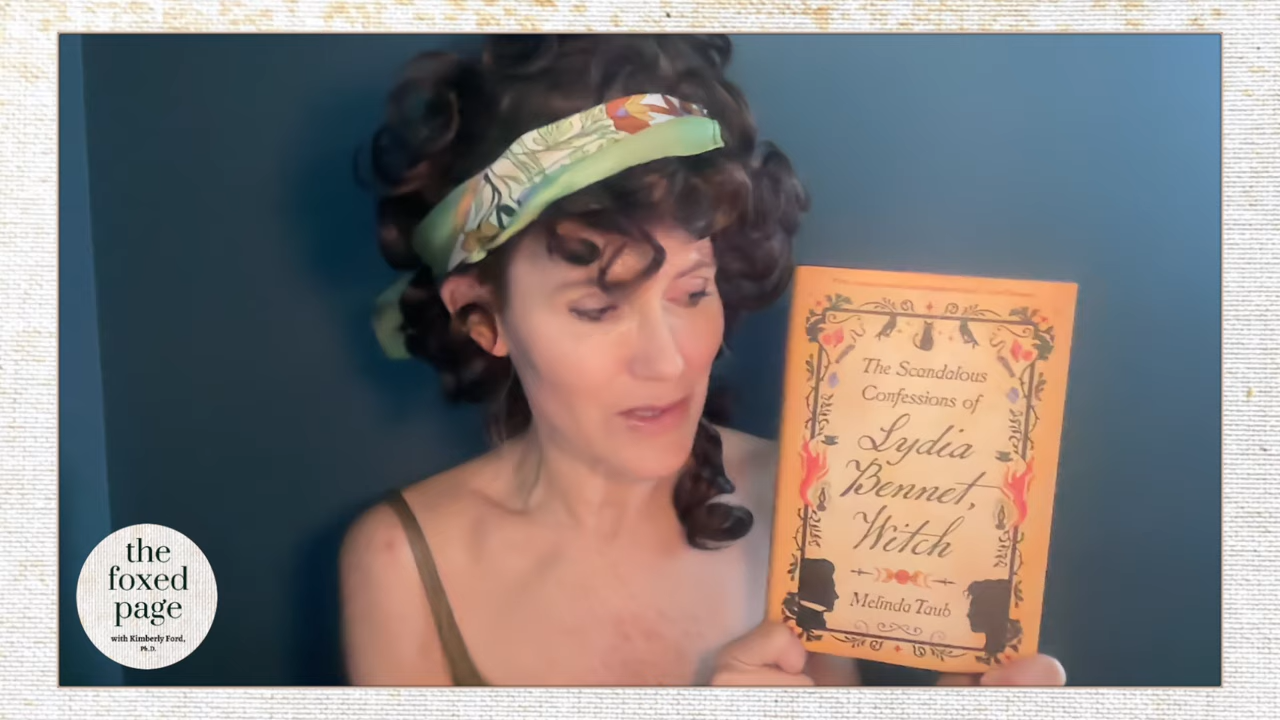 The Scandalous
Confessions of
Lydia
Bennet,
Witch
Melinda Taub
the
foxed
page
with Kimberly Ford,
Ph.D.